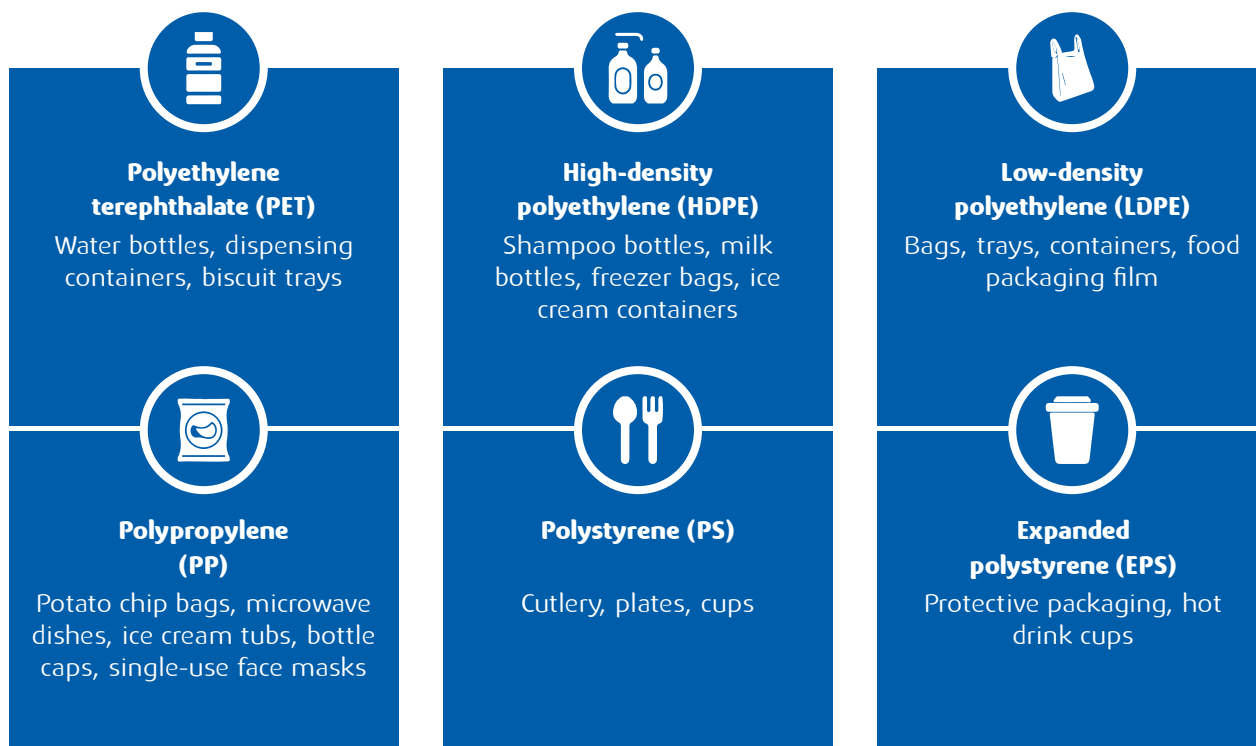 Polyethylene
terephthalate (PET)
Water bottles, dispensing
containers, biscuit trays
High-density
polyethylene (HDPE)
Shampoo bottles, milk
bottles, freezer bags, ice
cream containers
Low-density
polyethylene (LDPE)
Bags, trays, containers, food
packaging film
Polypropylene
(PP)
Potato chip bags, microwave
dishes, ice cream tubs, bottle
caps, single-use face masks
Polystyrene (PS)
Cutlery, plates, cups
Expanded
polystyrene (EPS)
Protective packaging, hot
drink cups